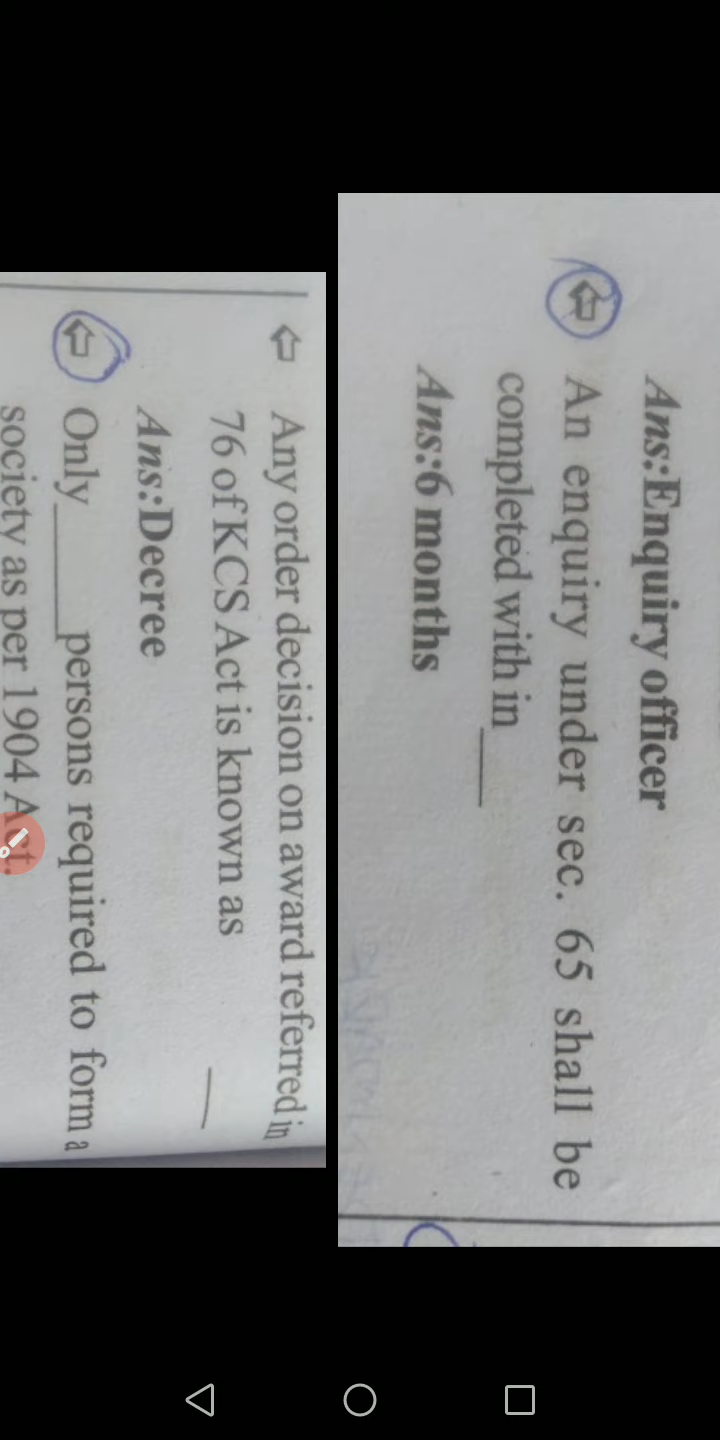 Ans:Enquiry officer
An enquiry under sec. 65 shall be
completed with in ___
Ans:6 months
Any order decision on award referred in
76 of KCS Act is known as ___
Ans:Decree
Only ____ persons required to form a
society as per 1904 Act.